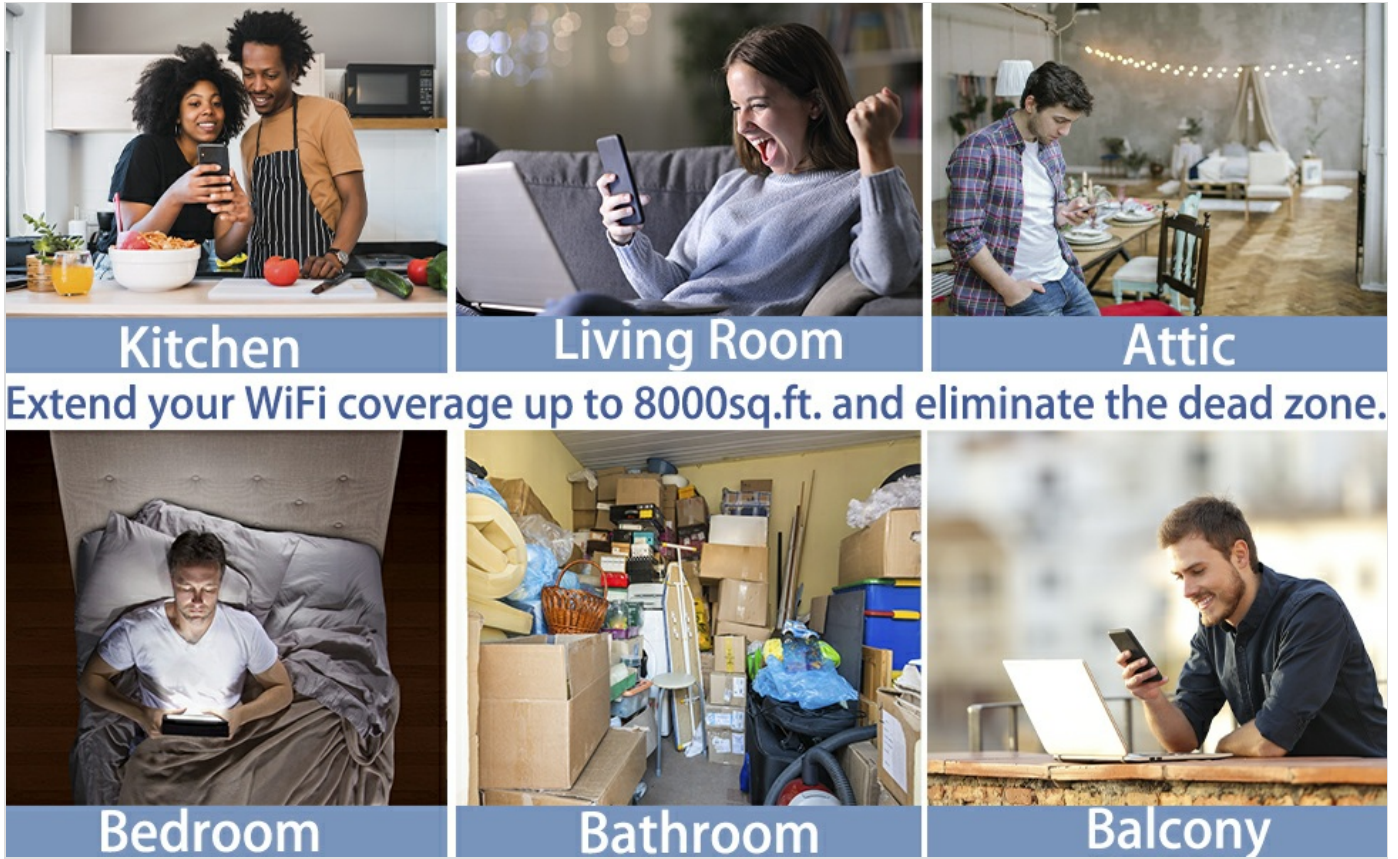 Kitchen
Living Room
Attic
Extend your WiFi coverage up to 8000sq.ft. and eliminate the dead zone.
Bedroom
Bathroom
Balcony